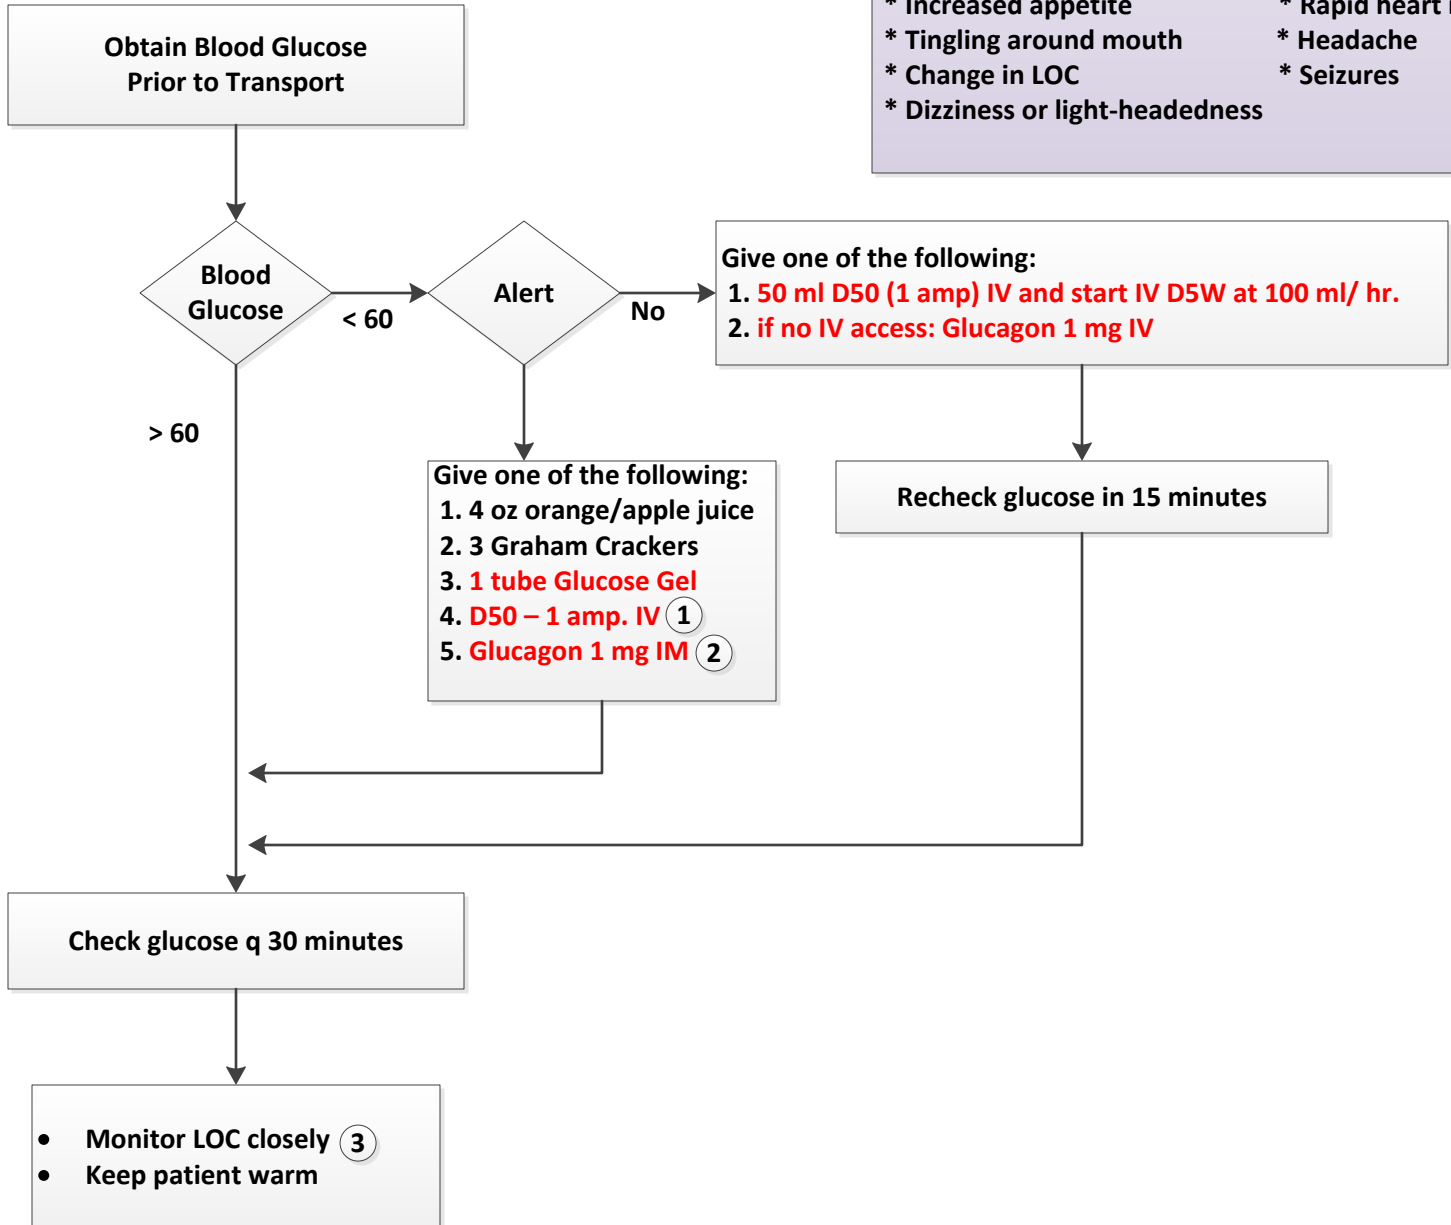 Obtain Blood Glucose
Prior to Transport
* Increased appetite
* Rapid heart
* Tingling around mouth
* Headache
* Change in LOC
* Seizures
* Dizziness or light-headedness
Blood
Glucose
< 60
> 60
Alert
No
Give one of the following:
1. 50 ml D50 (1 amp) IV and start IV D5W at 100 ml/ hr.
2. if no IV access: Glucagon 1 mg IV
Give one of the following:
1. 4 oz orange/apple juice
2. 3 Graham Crackers
3. 1 tube Glucose Gel
4. D50 – 1 amp. IV 1
5. Glucagon 1 mg IM 2
Recheck glucose in 15 minutes
Check glucose q 30 minutes
• Monitor LOC closely 3
• Keep patient warm